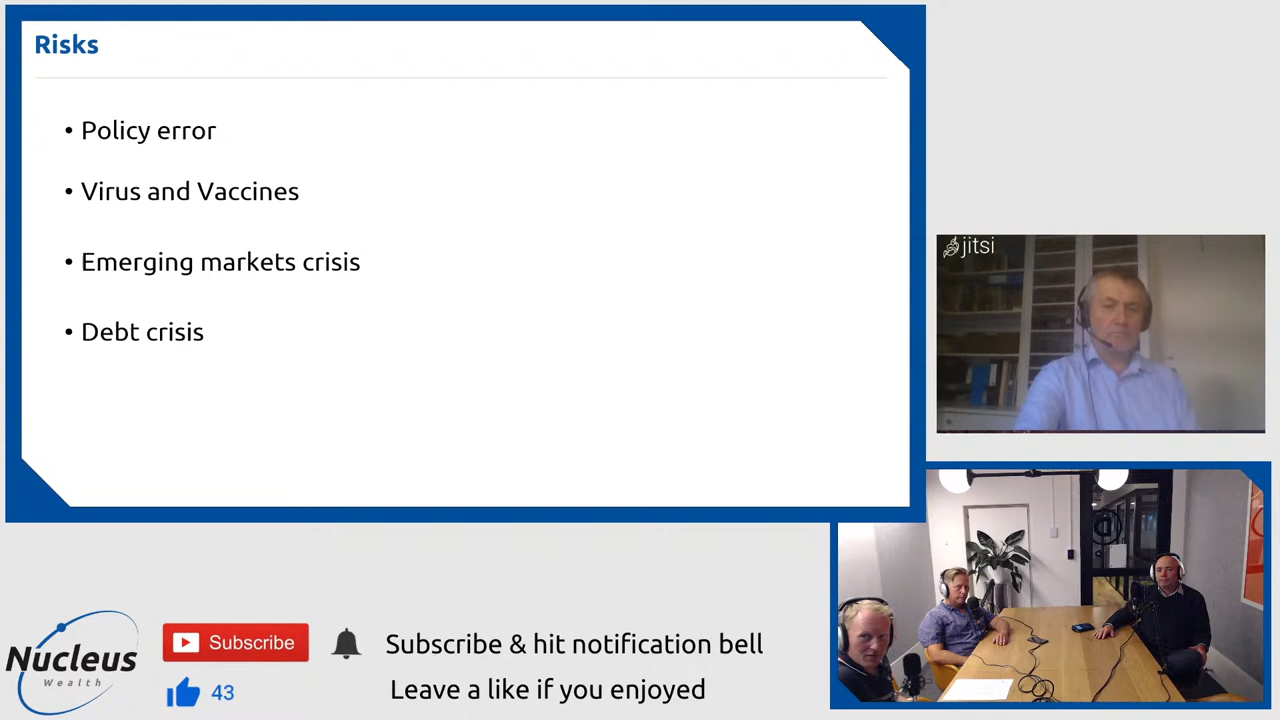 Risks
• Policy error
• Virus and Vaccines
• Emerging markets crisis
• Debt crisis
jitsi
Nucleus
Wealth
Subscribe
43
Subscribe & hit notification bell
Leave a like if you enjoyed